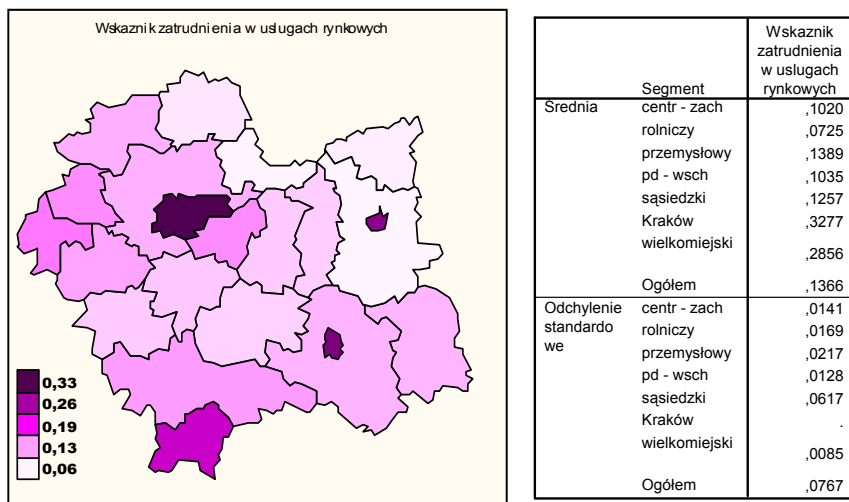 Wskaznik zatrudnienia w uslugach rynkowych
0,33
0,26
0,19
0,13
0,06
Segment Wskaznik zatrudnienia w uslugach rynkowych
Średnia centr - zach ,1020
rolniczy ,0725
przemysłowy ,1389
pd - wsch ,1035
sąsiedzki ,1257
Kraków ,3277
wielkomiejski ,2856
Ogółem ,1366
Odchylenie standardo we centr - zach ,0141
rolniczy ,0169
przemysłowy ,0217
pd - wsch ,0128
sąsiedzki ,0617
Kraków .
wielkomiejski ,0085
Ogółem ,0767